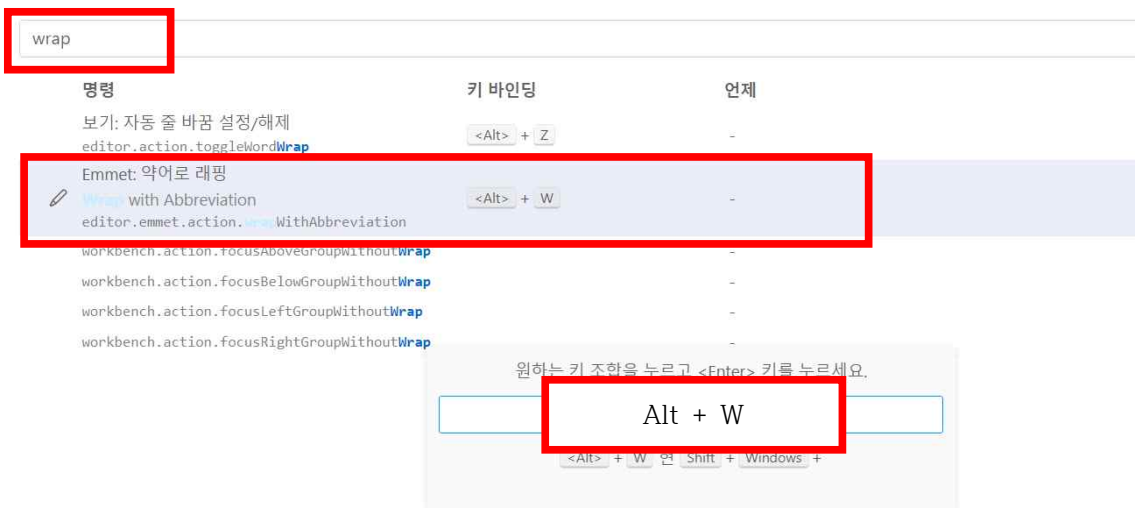 wrap
명령 키 바인딩 언제
보기: 자동 줄 바꿈 설정/해제
editor.action.toggleWordWrap <Alt> + Z -
Emmet: 약어로 래핑
Wrap with Abbreviation <Alt> + W -
editor.emmet.action.wrapWithAbbreviation
workbench.action.focusAboveGroupWithoutWrap -
workbench.action.focusBelowGroupWithoutWrap -
workbench.action.focusLeftGroupWithoutWrap -
workbench.action.focusRightGroupWithoutWrap -
원하는 키 조합을 누르고 <Enter> 키를 누르세요.
Alt + W
<Alt> + W 연 Shift + Windows +